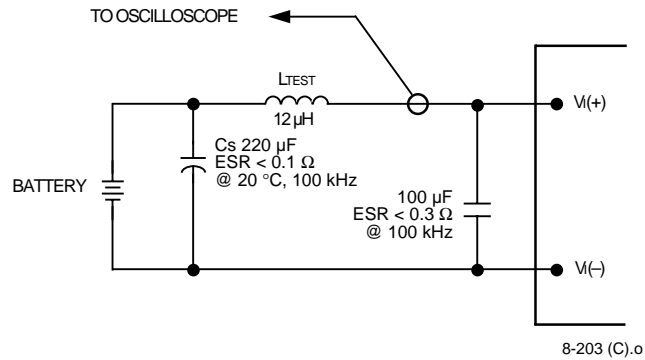 TO OSCILLOSCOPE
LTEST
12 μH
Cs 220 μF
ESR < 0.1 Ω
@ 20 °C, 100 kHz
BATTERY
100 μF
ESR < 0.3 Ω
@ 100 kHz
VI(+)
VI(–)
8-203 (C).o